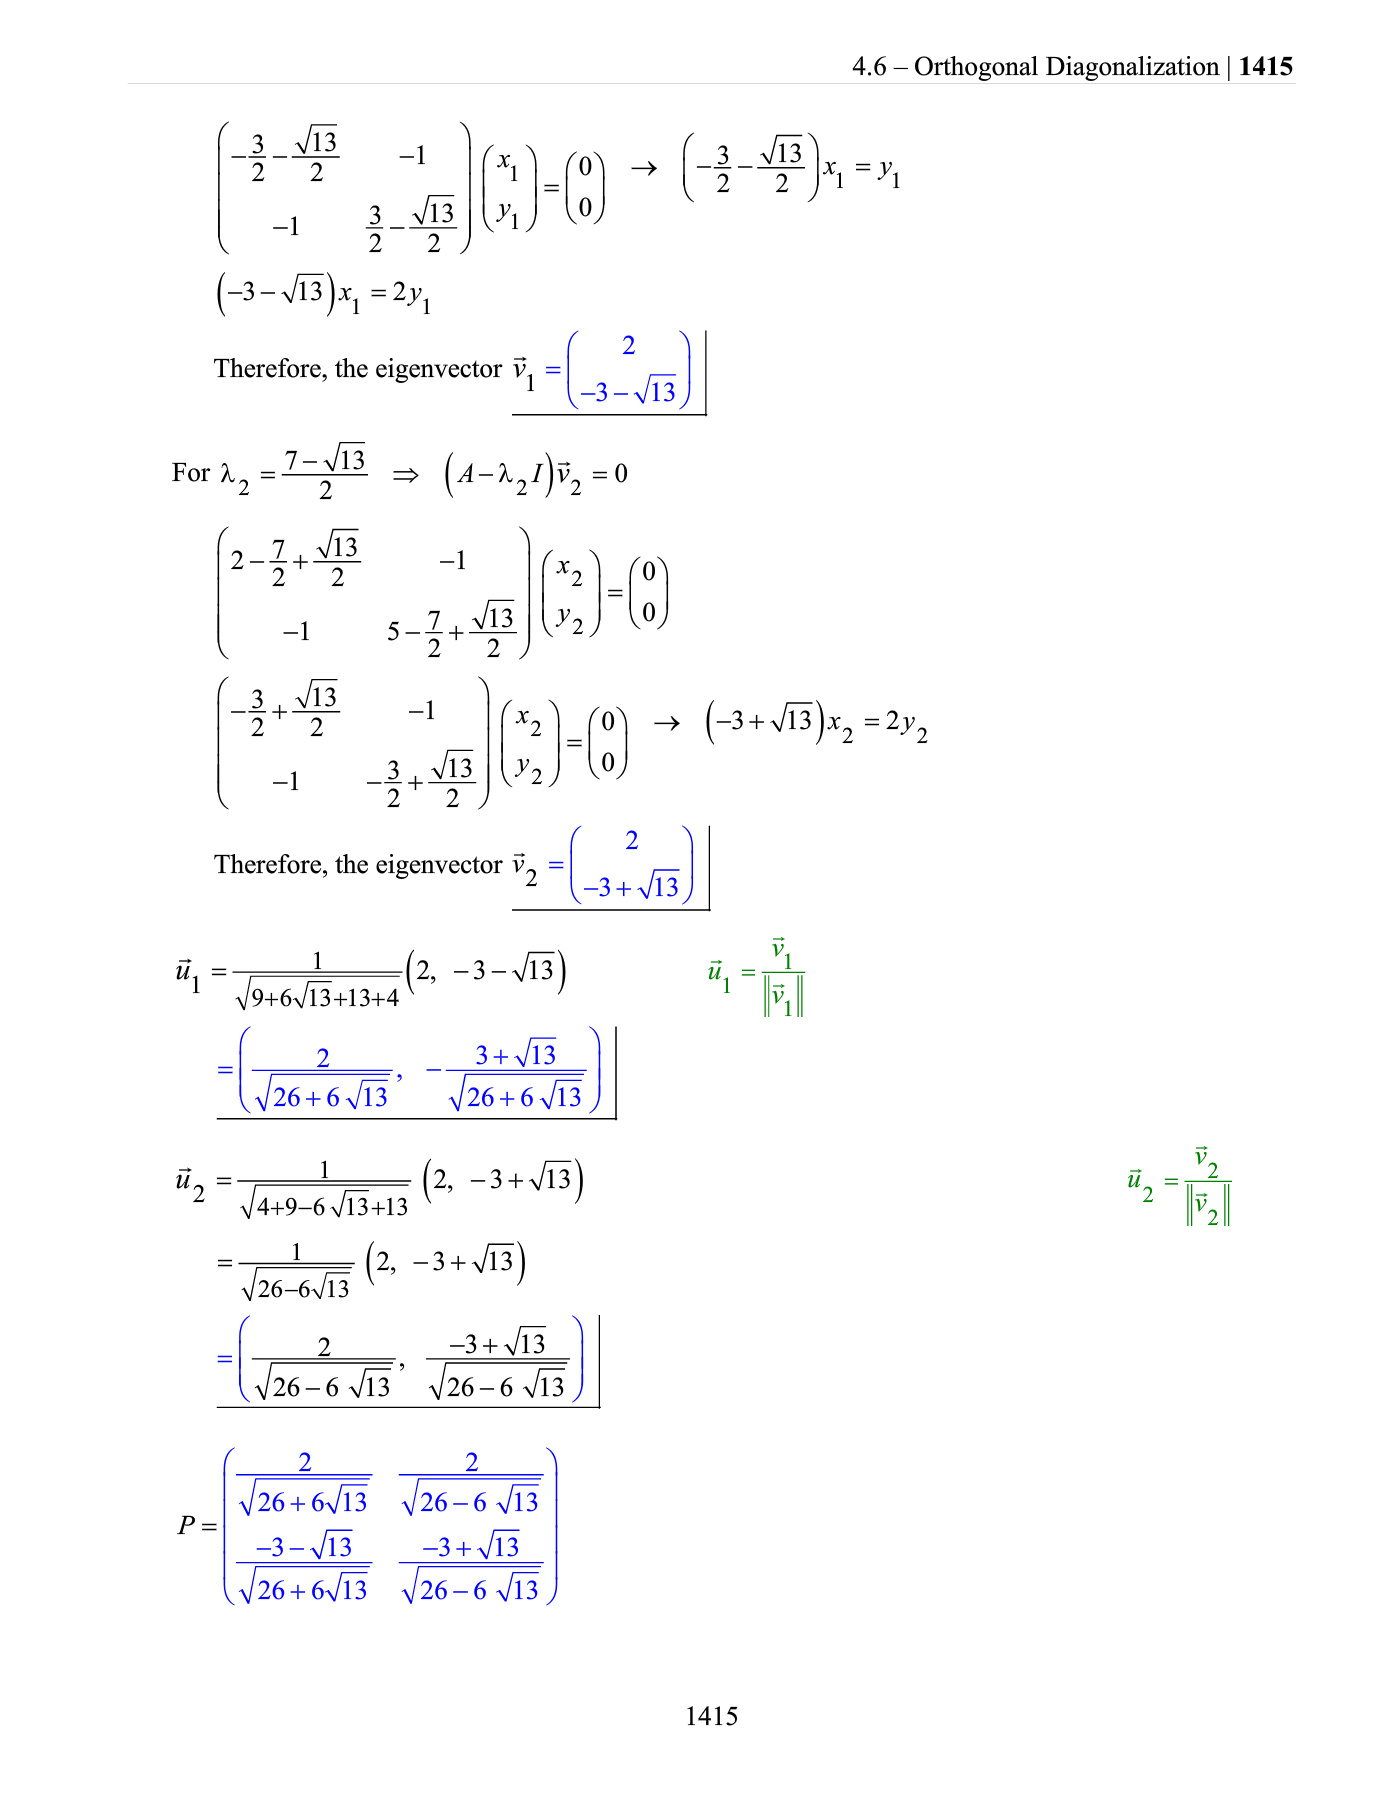 4.6 – Orthogonal Diagonalization | 1415
$\begin{pmatrix} -\frac{3}{2}-\frac{\sqrt{13}}{2} & -1 \\ -1 & \frac{3}{2}-\frac{\sqrt{13}}{2} \end{pmatrix}\begin{pmatrix} x_1 \\ y_1 \end{pmatrix}=\begin{pmatrix} 0 \\ 0 \end{pmatrix} \rightarrow \left(-\frac{3}{2}-\frac{\sqrt{13}}{2}\right)x_1 = y_1$
$\left(-3-\sqrt{13}\right)x_1 = 2y_1$
Therefore, the eigenvector $\vec{v}_1 = \begin{pmatrix} 2 \\ -3-\sqrt{13} \end{pmatrix}$
For $\lambda_2 = \frac{7-\sqrt{13}}{2} \Rightarrow \left(A-\lambda_2 I\right)\vec{v}_2 = 0$
$\begin{pmatrix} 2-\frac{7}{2}+\frac{\sqrt{13}}{2} & -1 \\ -1 & 5-\frac{7}{2}+\frac{\sqrt{13}}{2} \end{pmatrix}\begin{pmatrix} x_2 \\ y_2 \end{pmatrix}=\begin{pmatrix} 0 \\ 0 \end{pmatrix}$
$\begin{pmatrix} -\frac{3}{2}+\frac{\sqrt{13}}{2} & -1 \\ -1 & -\frac{3}{2}+\frac{\sqrt{13}}{2} \end{pmatrix}\begin{pmatrix} x_2 \\ y_2 \end{pmatrix}=\begin{pmatrix} 0 \\ 0 \end{pmatrix} \rightarrow \left(-3+\sqrt{13}\right)x_2 = 2y_2$
Therefore, the eigenvector $\vec{v}_2 = \begin{pmatrix} 2 \\ -3+\sqrt{13} \end{pmatrix}$
$\vec{u}_1 = \frac{1}{\sqrt{9+6\sqrt{13}+13+4}}\left(2, -3-\sqrt{13}\right)$ $\vec{u}_1 = \frac{\vec{v}_1}{\|\vec{v}_1\|}$
$= \left(\frac{2}{\sqrt{26+6\sqrt{13}}}, -\frac{3+\sqrt{13}}{\sqrt{26+6\sqrt{13}}}\right)$
$\vec{u}_2 = \frac{1}{\sqrt{4+9-6\sqrt{13}+13}}\left(2, -3+\sqrt{13}\right)$ $\vec{u}_2 = \frac{\vec{v}_2}{\|\vec{v}_2\|}$
$= \frac{1}{\sqrt{26-6\sqrt{13}}}\left(2, -3+\sqrt{13}\right)$
$= \left(\frac{2}{\sqrt{26-6\sqrt{13}}}, \frac{-3+\sqrt{13}}{\sqrt{26-6\sqrt{13}}}\right)$
$P = \begin{pmatrix} \frac{2}{\sqrt{26+6\sqrt{13}}} & \frac{2}{\sqrt{26-6\sqrt{13}}} \\ \frac{-3-\sqrt{13}}{\sqrt{26+6\sqrt{13}}} & \frac{-3+\sqrt{13}}{\sqrt{26-6\sqrt{13}}} \end{pmatrix}$
1415